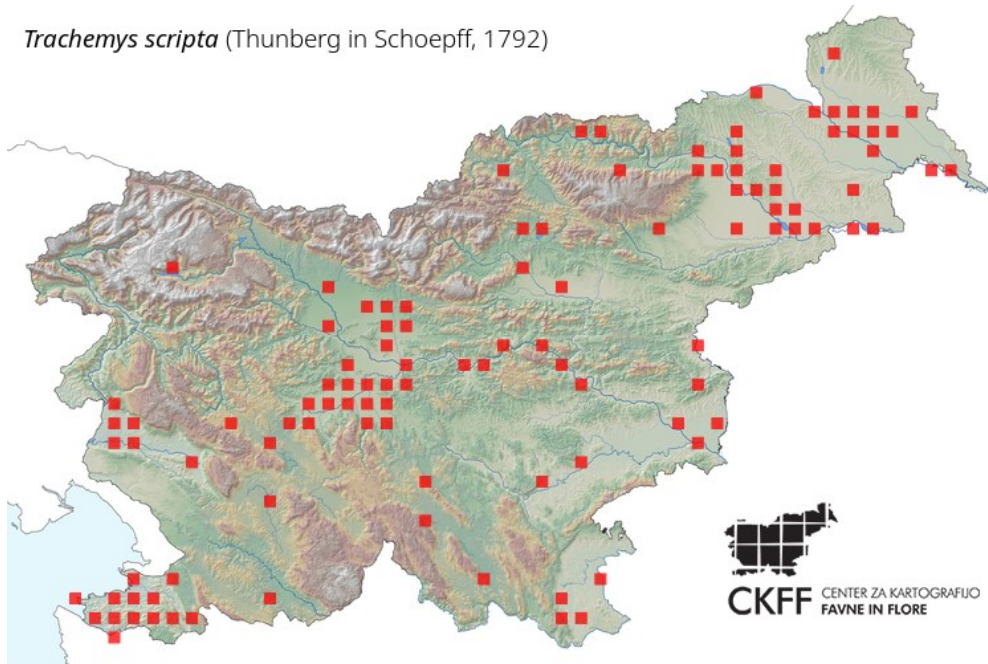 Trachemys scripta (Thunberg in Schoepff, 1792)
CKFF CENTER ZA KARTOGRAFIJO
FAVNE IN FLORE